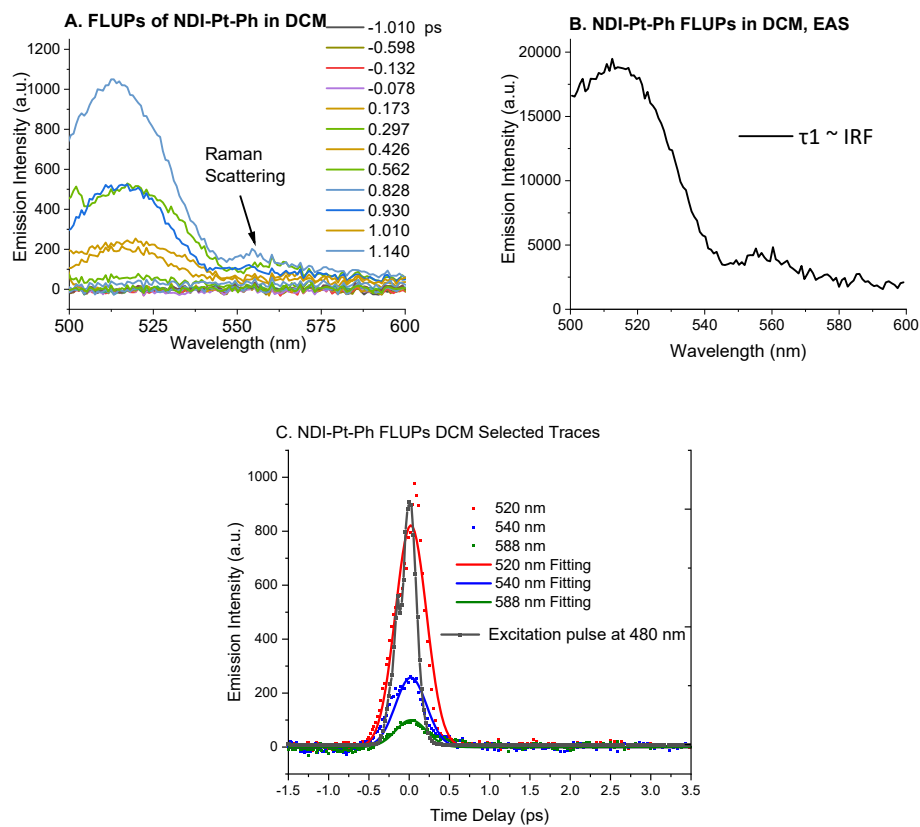 A. FLUPs of NDI-Pt-Ph in DCM
-1.010 ps
-0.598
-0.132
-0.078
0.173
0.297
0.426
0.562
0.828
0.930
1.010
1.140
Raman
Scattering
Emission Intensity (a.u.)
1200
1000
800
600
400
200
0
500 525 550 575 600
Wavelength (nm)
B. NDI-Pt-Ph FLUPs in DCM, EAS
τ1 ~ IRF
Emission Intensity (a.u.)
20000
15000
10000
5000
0
500 520 540 560 580 600
Wavelength (nm)
C. NDI-Pt-Ph FLUPs DCM Selected Traces
520 nm
540 nm
588 nm
520 nm Fitting
540 nm Fitting
588 nm Fitting
Excitation pulse at 480 nm
Emission Intensity (a.u.)
1000
800
600
400
200
0
-1.5 -1.0 -0.5 0.0 0.5 1.0 1.5 2.0 2.5 3.0 3.5
Time Delay (ps)